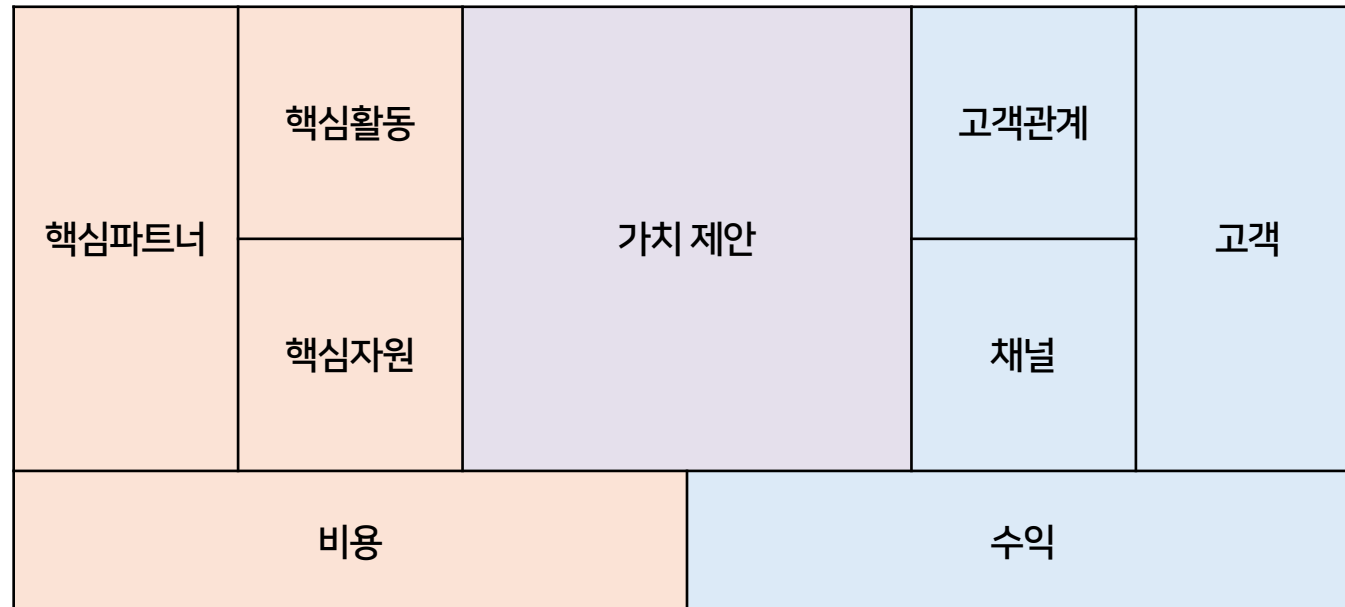 핵심파트너
핵심활동
핵심자원
가치 제안
고객관계
채널
고객
비용
수익